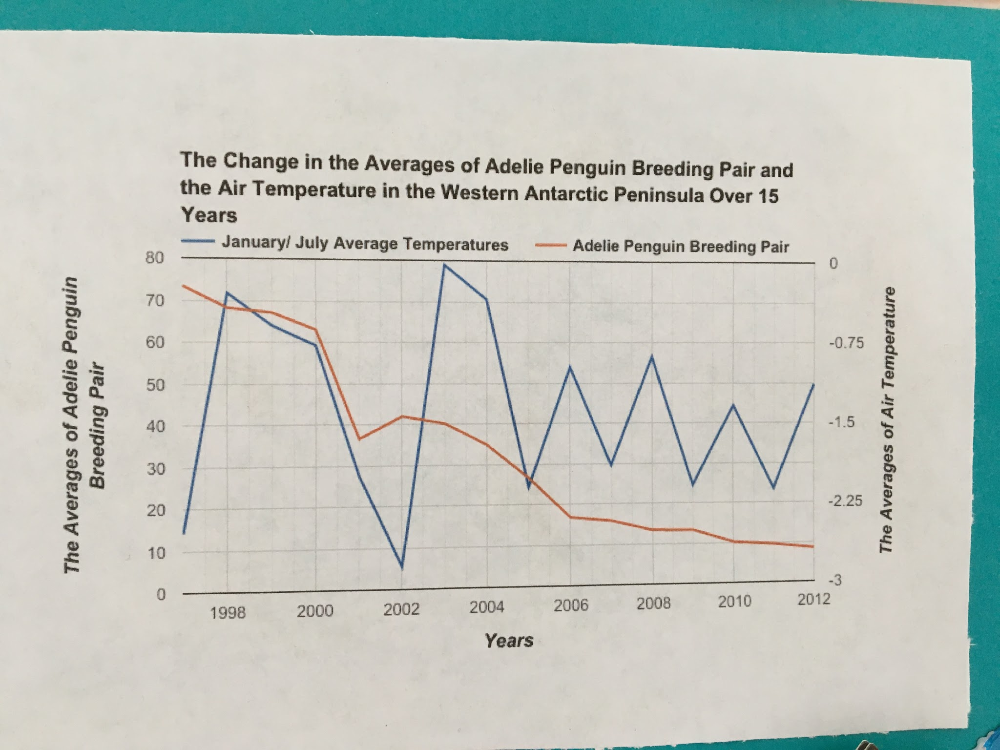 The Change in the Averages of Adelie Penguin Breeding Pair and
the Air Temperature in the Western Antarctic Peninsula Over 15
Years
January/ July Average Temperatures
Adelie Penguin Breeding Pair
The Averages of Adelie Penguin
Breeding Pair
80
70
60
50
40
30
20
10
0
0
-0.75
-1.5
-2.25
-3
The Averages of Air Temperature
1998 2000 2002 2004 2006 2008 2010 2012
Years